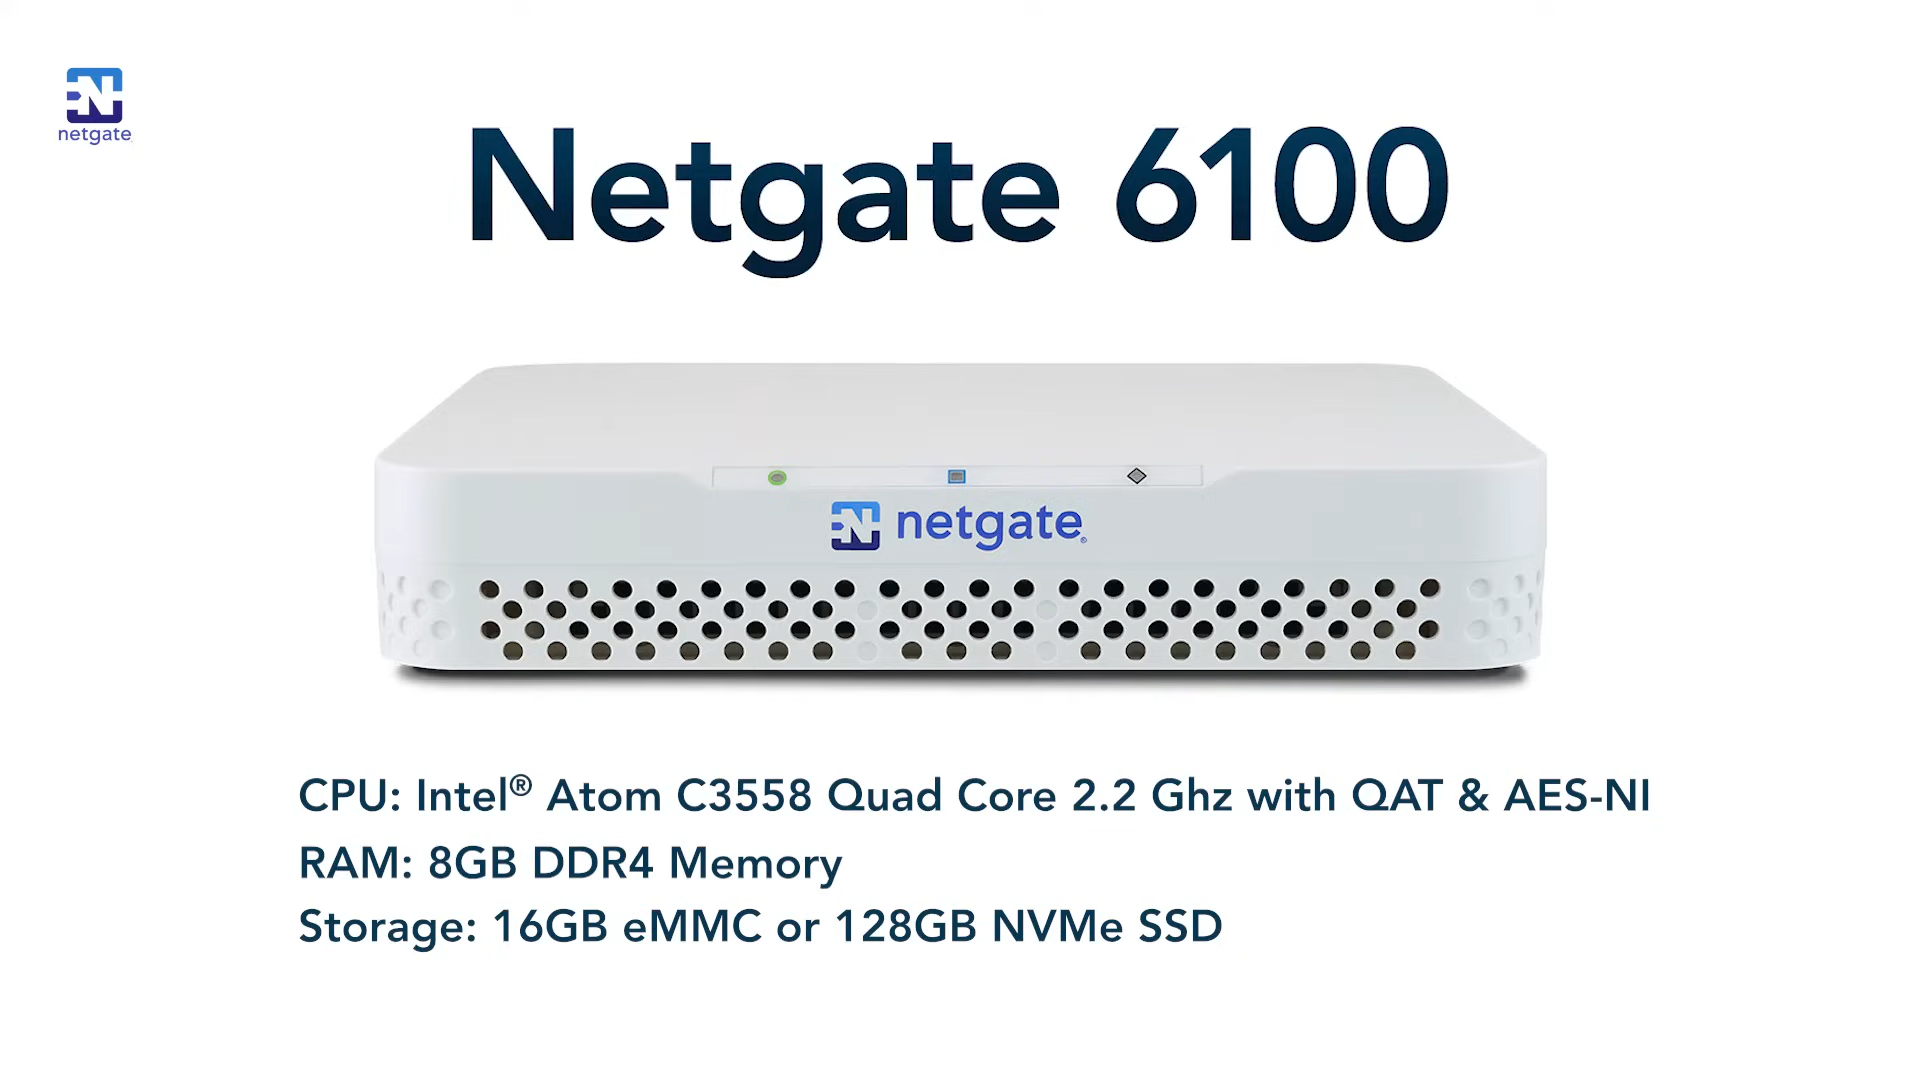 netgate
Netgate 6100
netgate®
CPU: Intel® Atom C3558 Quad Core 2.2 Ghz with QAT & AES-NI
RAM: 8GB DDR4 Memory
Storage: 16GB eMMC or 128GB NVMe SSD